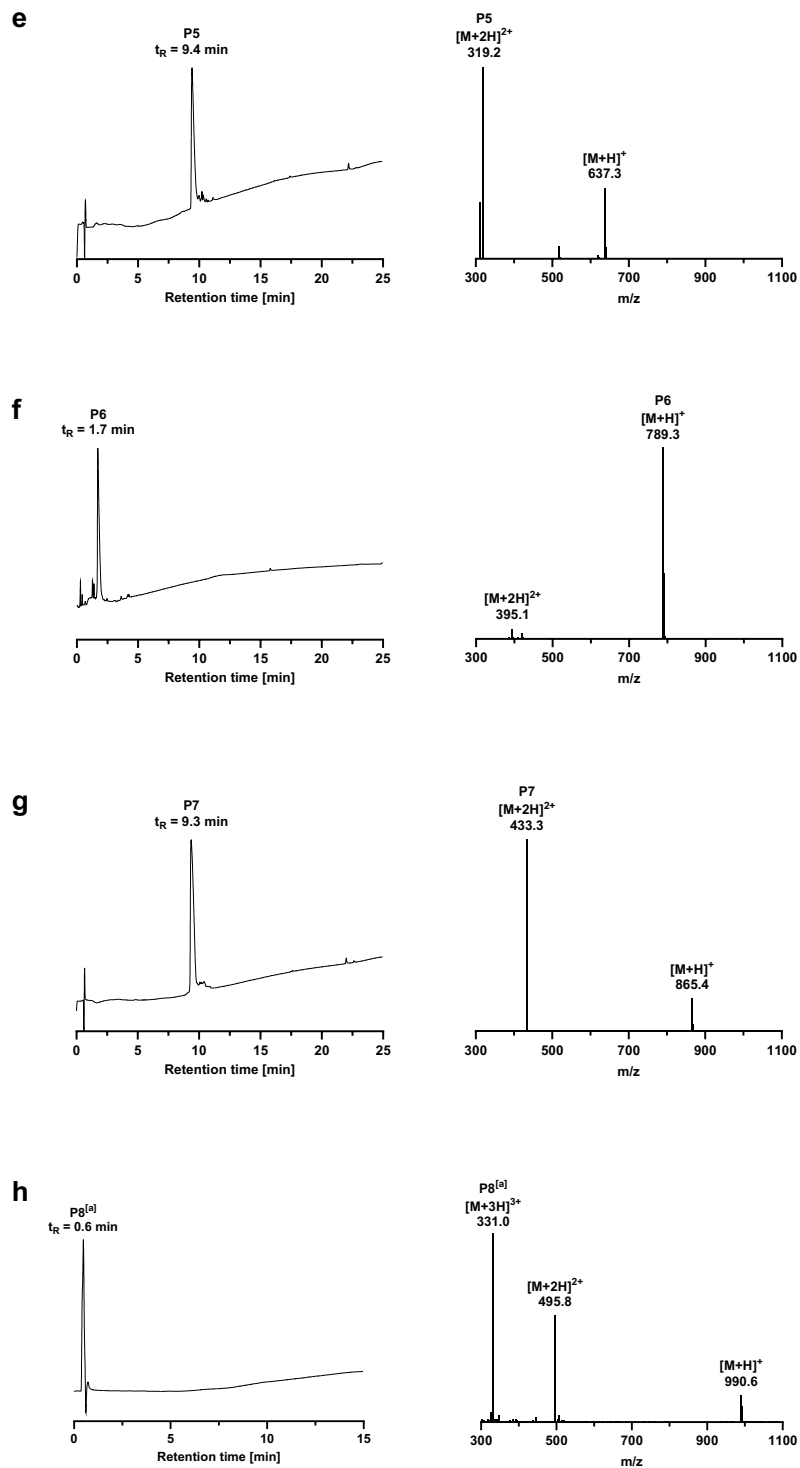 e
P5
tR = 9.4 min
0 5 10 15 20 25
Retention time [min]
P5
[M+2H]2+
319.2
[M+H]+
637.3
300 500 700 900 1100
m/z
f
P6
tR = 1.7 min
0 5 10 15 20 25
Retention time [min]
P6
[M+H]+
789.3
[M+2H]2+
395.1
300 500 700 900 1100
m/z
g
P7
tR = 9.3 min
0 5 10 15 20 25
Retention time [min]
P7
[M+2H]2+
433.3
[M+H]+
865.4
300 500 700 900 1100
m/z
h
P8[a]
tR = 0.6 min
0 5 10 15
Retention time [min]
P8[a]
[M+3H]3+
331.0
[M+2H]2+
495.8
[M+H]+
990.6
300 500 700 900 1100
m/z